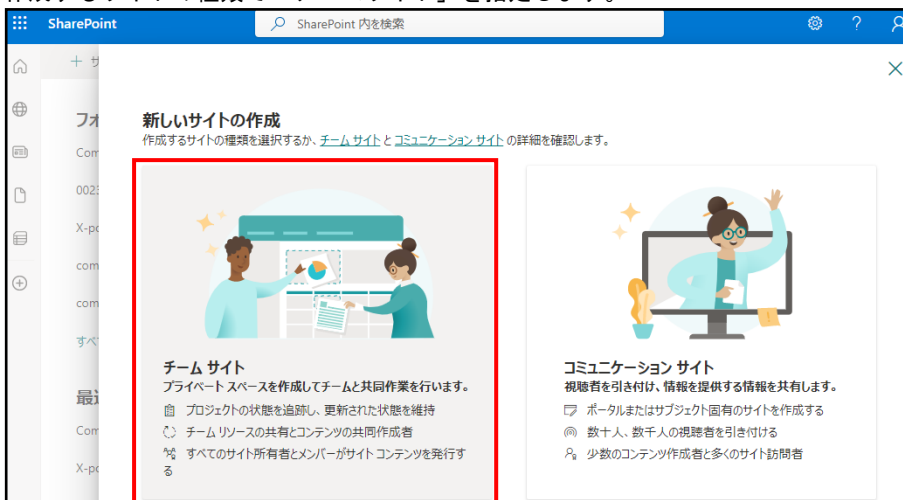 SharePoint
SharePoint 内を検索
新しいサイトの作成
作成するサイトの種類を選択するか、チーム サイト と コミュニケーション サイト の詳細を確認します。
Com
0023
X-po
com
com
Com
X-po
チーム サイト
プライベート スペースを作成してチームと共同作業を行います。
プロジェクトの状態を追跡し、更新された状態を維持
チーム リソースの共有とコンテンツの共同作成者
すべてのサイト所有者とメンバーがサイト コンテンツを発行す
る
コミュニケーション サイト
視聴者を引き付け、情報を提供する情報を共有します。
ポータルまたはサブジェクト固有のサイトを作成する
数十人、数千人の視聴者を引き付ける
少数のコンテンツ作成者と多くのサイト訪問者